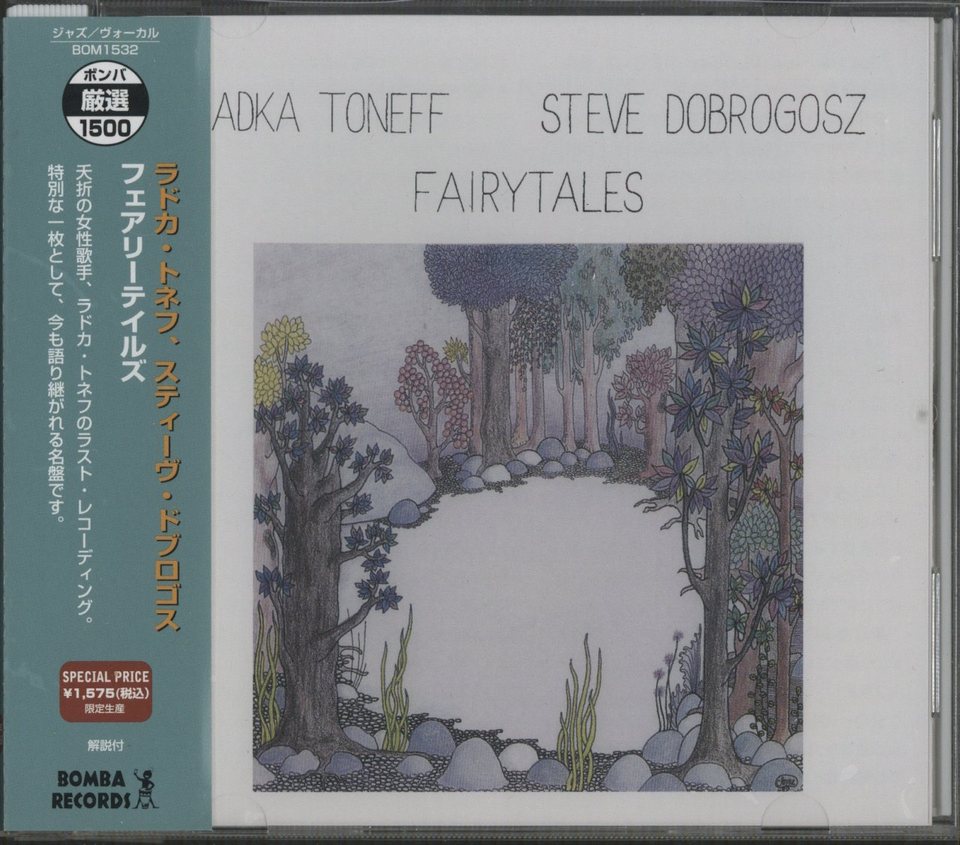 ジャズ／ヴォーカル
BOM1532
ボンバ
厳選
1500
ラドカ・トネフ、スティーヴ・ドブロゴス
フェアリーテイルズ
夭折の女性歌手、ラドカ・トネフのラスト・レコーディング。
特別な一枚として、今も語り継がれる名盤です。
SPECIAL PRICE
¥1,575(税込)
限定生産
解説付
BOMBA
RECORDS
ADKA TONEFF STEVE DOBROGOSZ
FAIRYTALES